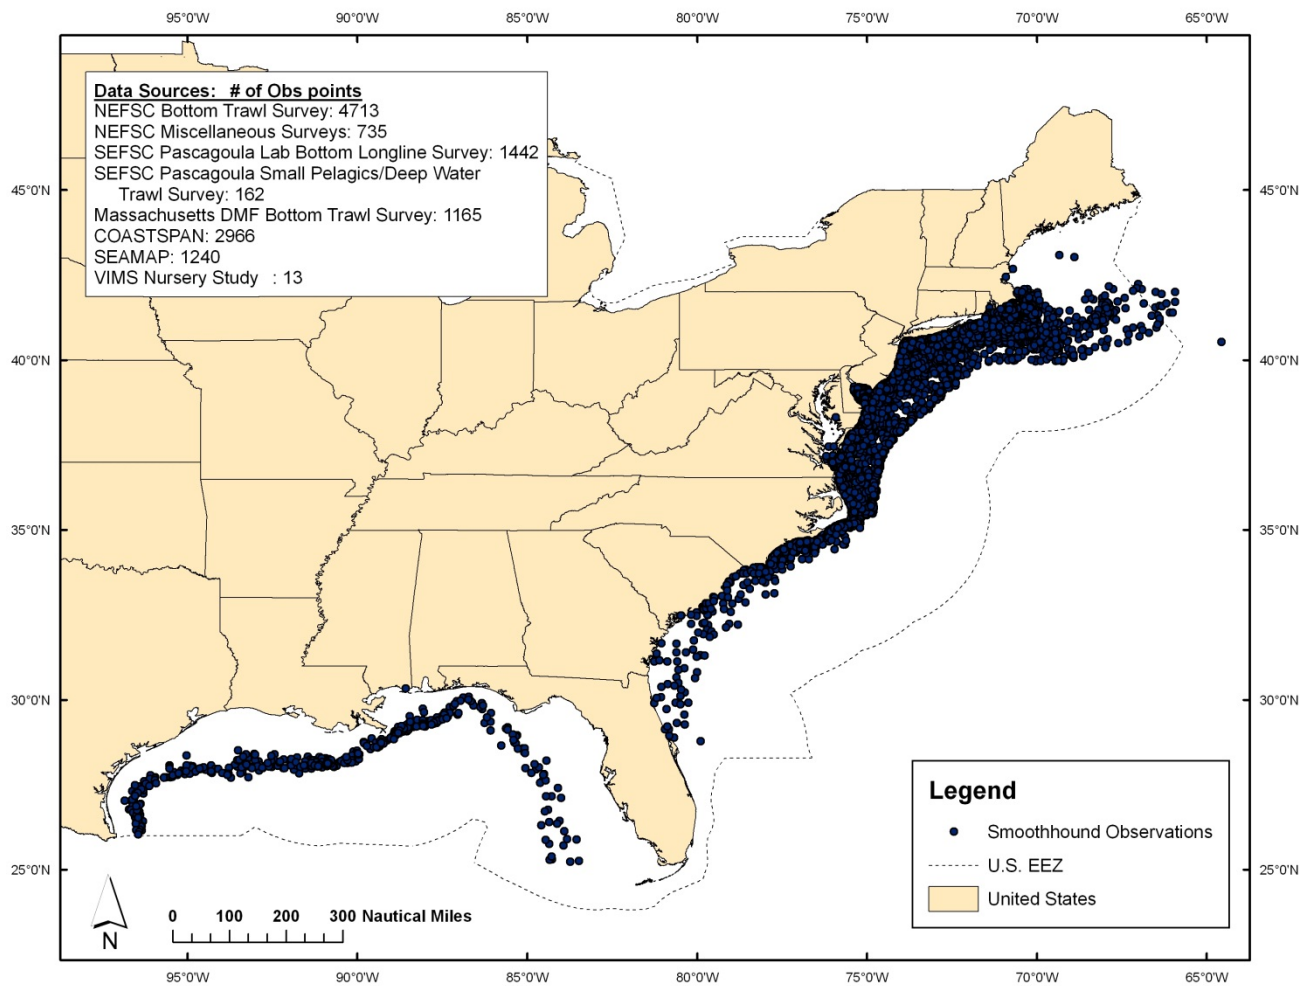 95°0'W 90°0'W 85°0'W 80°0'W 75°0'W 70°0'W 65°0'W
Data Sources: # of Obs points
NEFSC Bottom Trawl Survey: 4713
NEFSC Miscellaneous Surveys: 735
SEFSC Pascagoula Lab Bottom Longline Survey: 1442
SEFSC Pascagoula Small Pelagics/Deep Water
Trawl Survey: 162
Massachusetts DMF Bottom Trawl Survey: 1165
COASTSPAN: 2966
SEAMAP: 1240
VIMS Nursery Study : 13
45°0'N 45°0'N
40°0'N 40°0'N
35°0'N 35°0'N
30°0'N 30°0'N
25°0'N 25°0'N
Legend
Smoothhound Observations
U.S. EEZ
United States
0 100 200 300 Nautical Miles
N
95°0'W 90°0'W 85°0'W 80°0'W 75°0'W 70°0'W 65°0'W